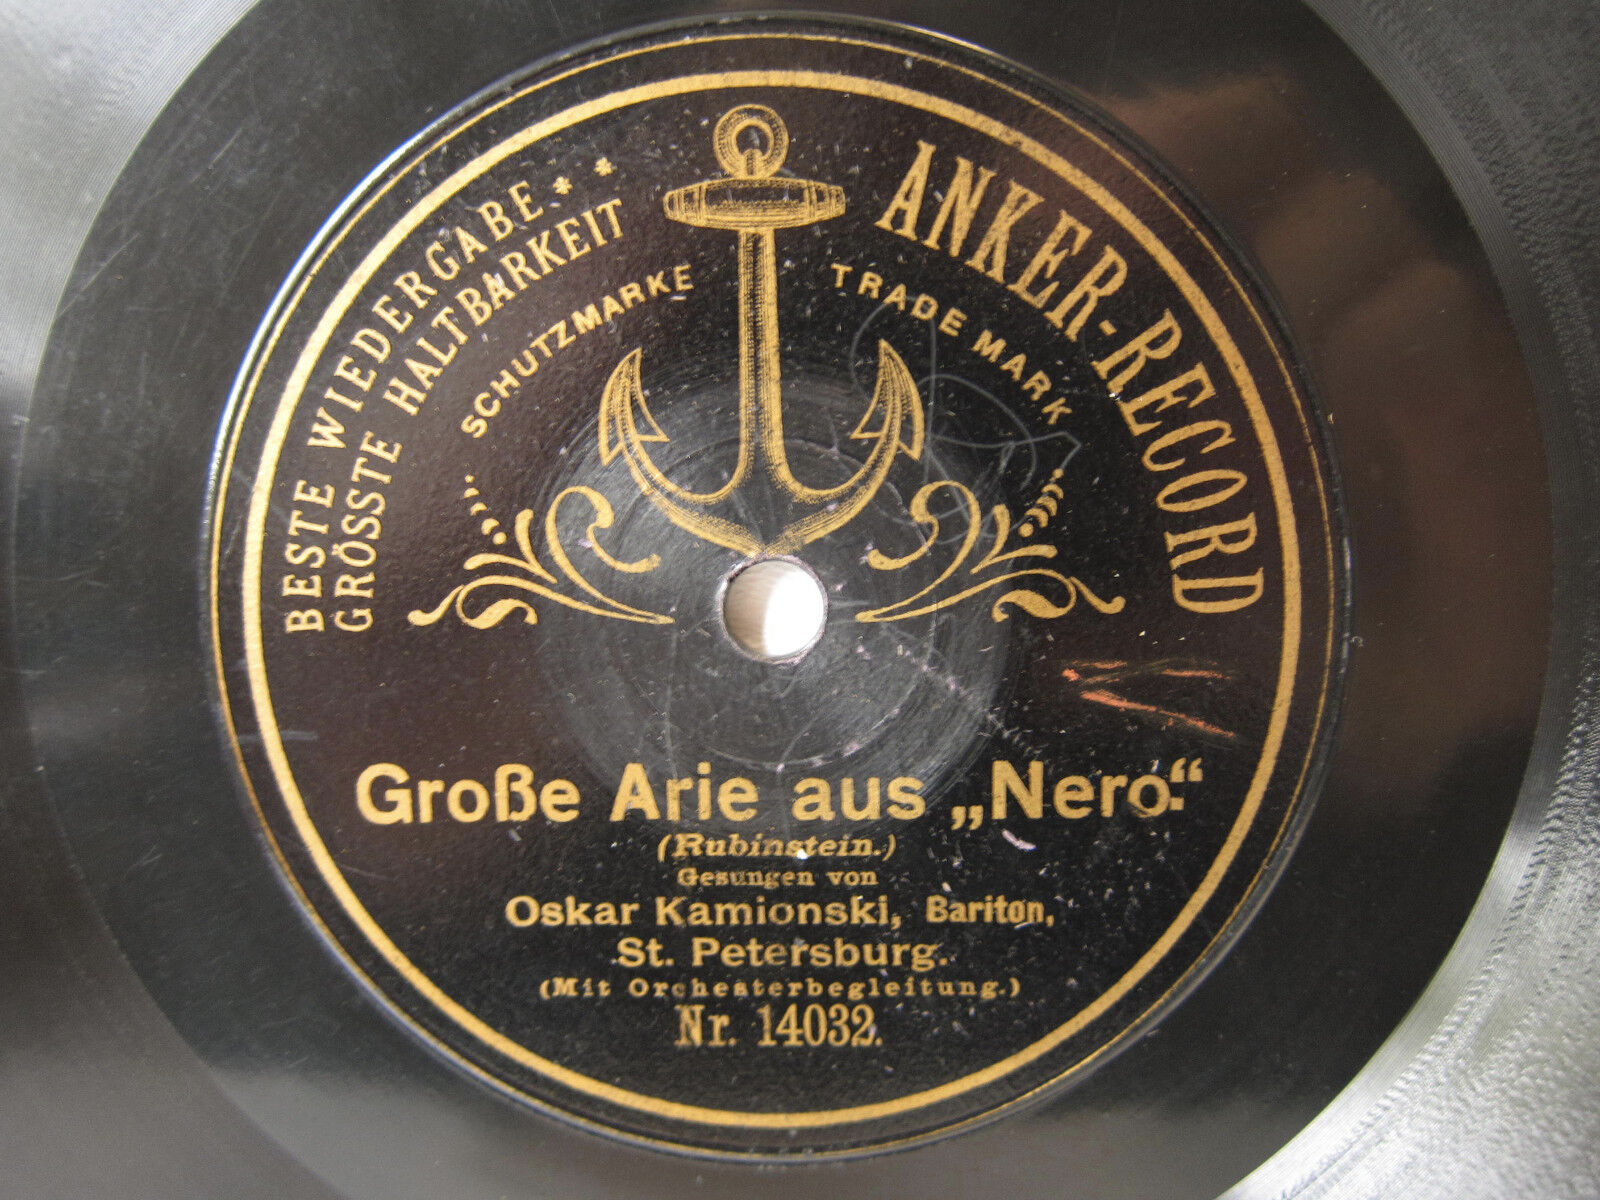 BESTE WIEDERGABE
GRÖSSTE HALTBARKEIT
SCHUTZMARKE
TRADE MARK
ANKER-RECORD
Große Arie aus „Nero.“
(Rubinstein.)
Gesungen von
Oskar Kamionski, Bariton,
St. Petersburg.
(Mit Orchesterbegleitung.)
Nr. 14032.